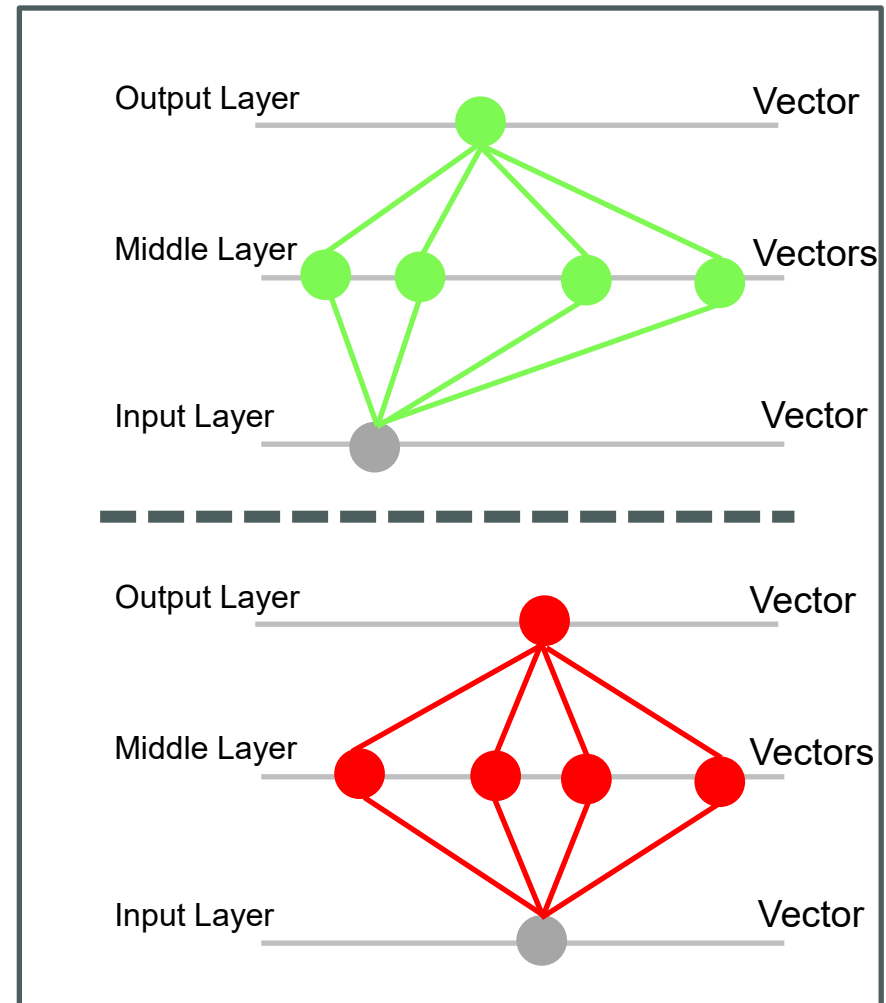 Output Layer Vector
Middle Layer Vectors
Input Layer Vector
Output Layer Vector
Middle Layer Vectors
Input Layer Vector